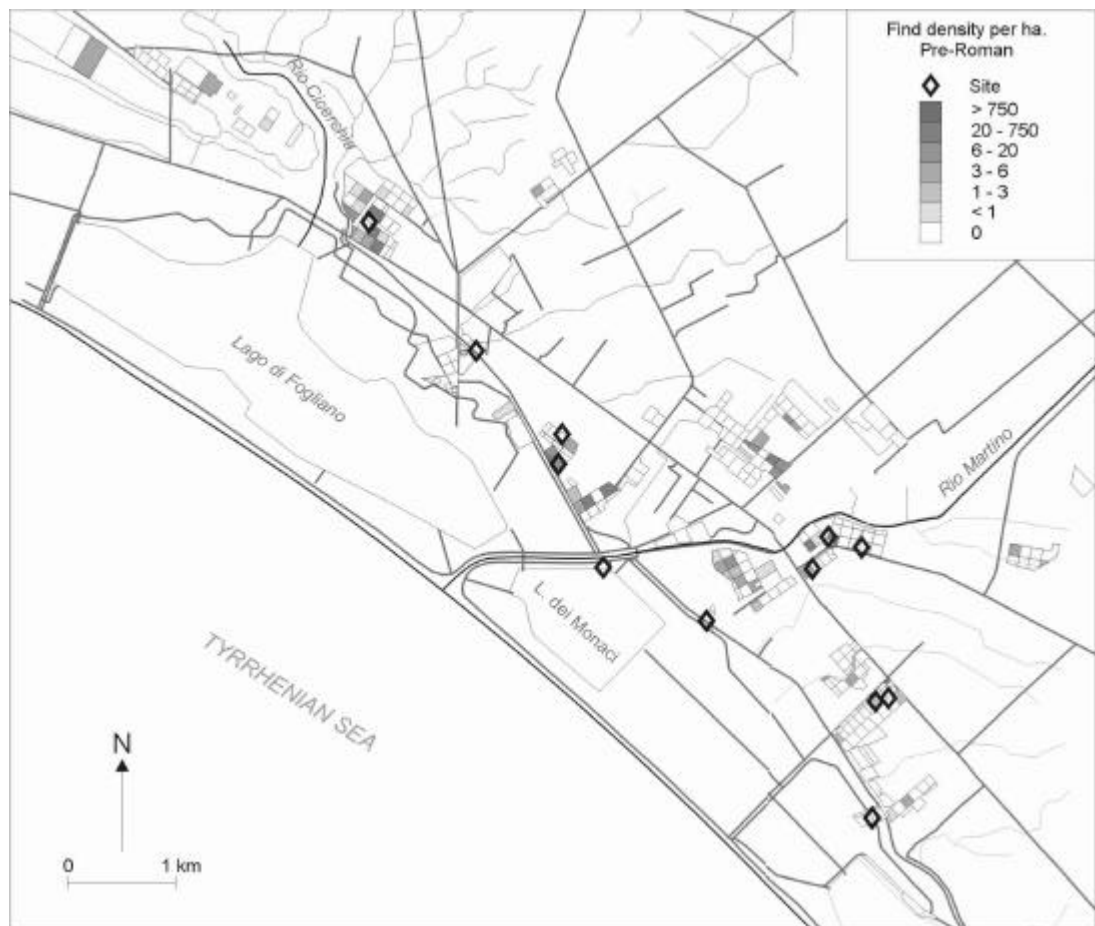 Find density per ha.
Pre-Roman
Site
> 750
20 - 750
6 - 20
3 - 6
1 - 3
< 1
0
Rio Cicerchia
Lago di Fogliano
Rio Martino
L. dei Monaci
TYRRHENIAN SEA
N
0 1 km